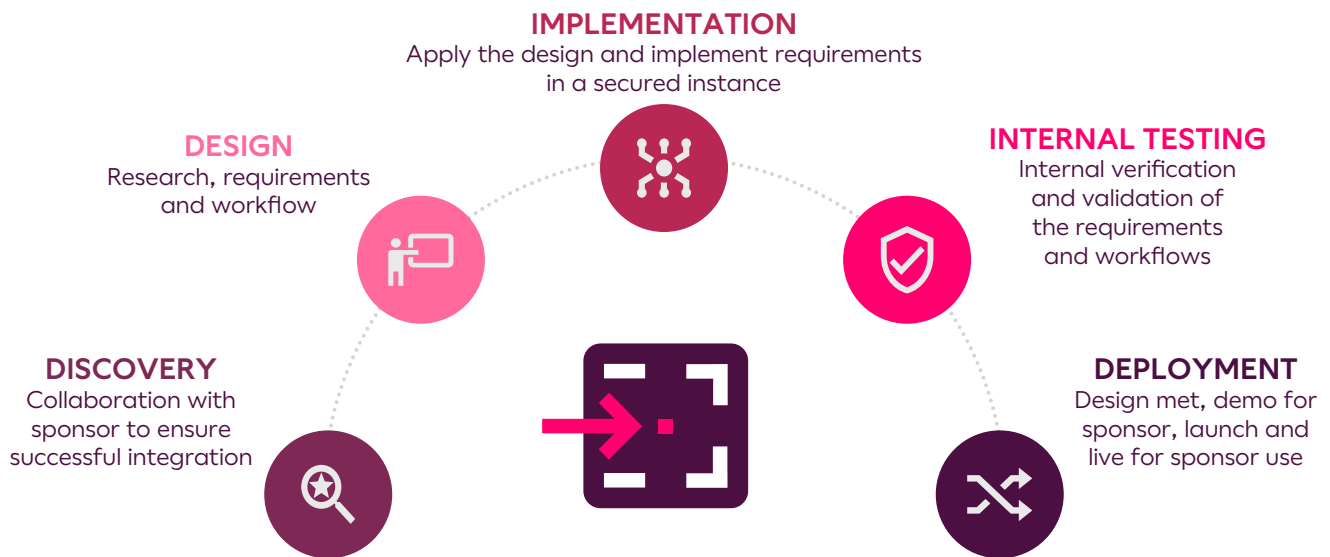 DISCOVERY
Collaboration with
sponsor to ensure
successful integration
DESIGN
Research, requirements
and workflow
IMPLEMENTATION
Apply the design and implement requirements
in a secured instance
INTERNAL TESTING
Internal verification
and validation of
the requirements
and workflows
DEPLOYMENT
Design met, demo for
sponsor, launch and
live for sponsor use